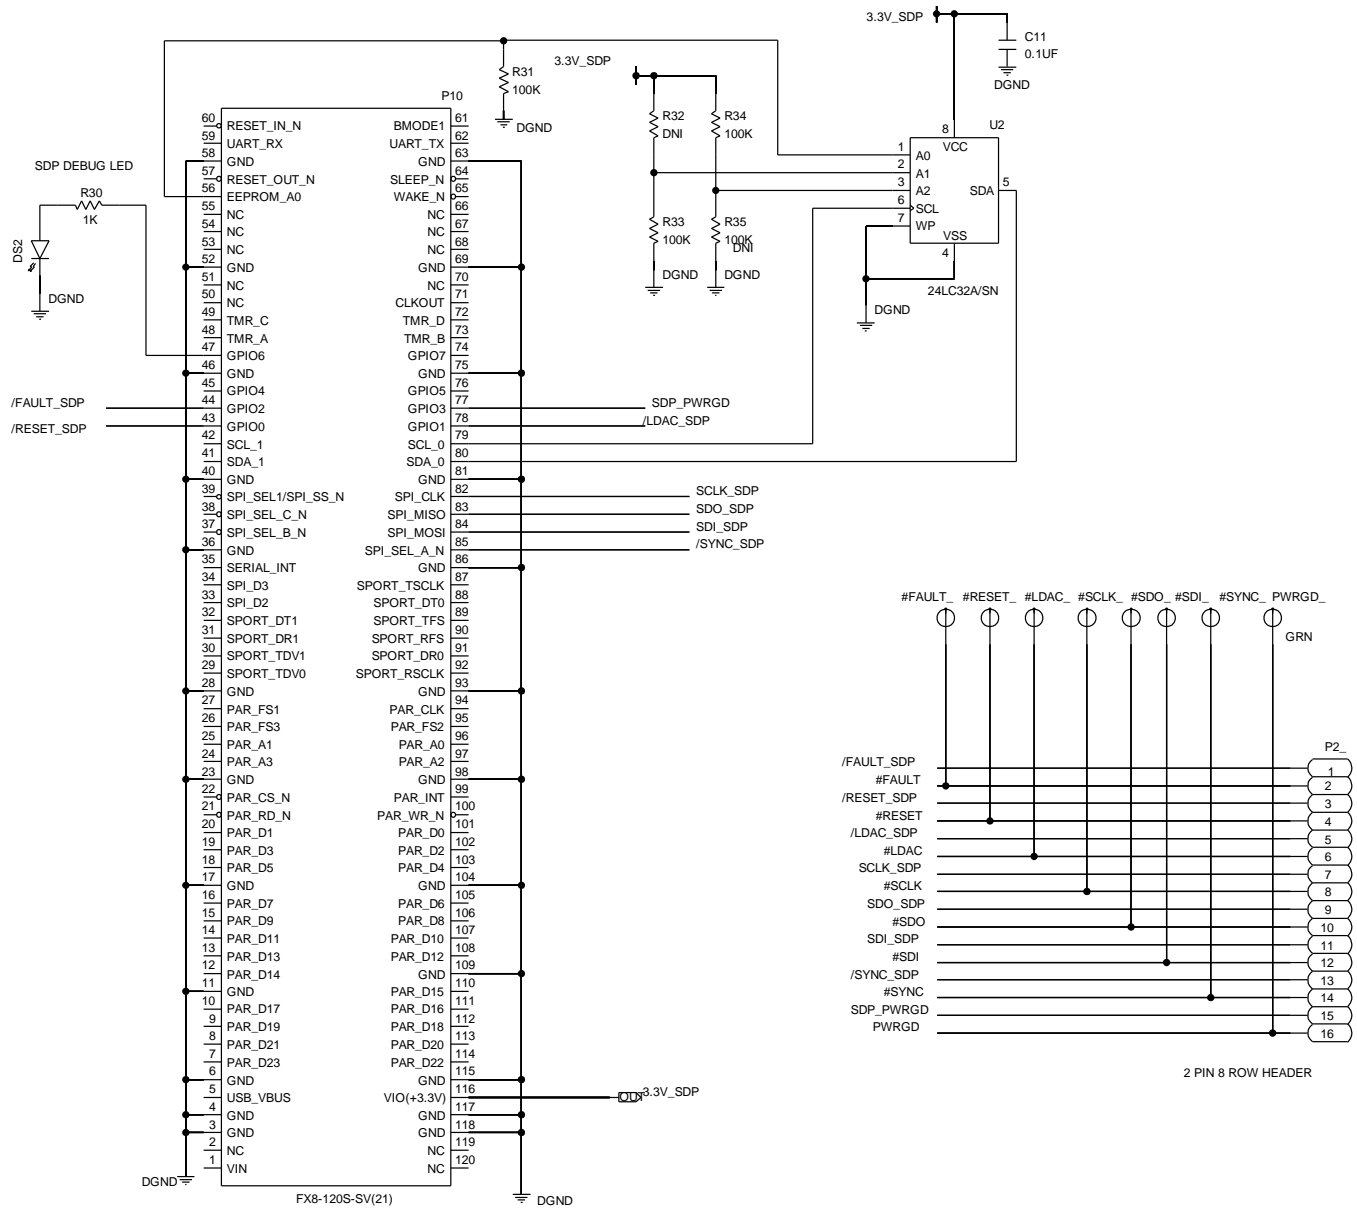 3.3V_SDP
C11
0.1UF
DGND
3.3V_SDP
R31
100K
DGND
R32
DNI
R34
100K
R33
100K
R35
100K
DNI
DGND
DGND
U2
8
VCC
1 A0
2 A1
3 A2
6 SCL
7 WP
SDA 5
VSS
4
24LC32A/SN
DGND
SDP DEBUG LED
R30
1K
DS2
DGND
/FAULT_SDP
/RESET_SDP
P10
60 RESET_IN_N BMODE1 61
59 UART_RX UART_TX 62
58 GND GND 63
57 RESET_OUT_N SLEEP_N 64
56 EEPROM_A0 WAKE_N 65
55 NC NC 66
54 NC NC 67
53 NC NC 68
52 GND GND 69
51 NC NC 70
50 NC CLKOUT 71
49 TMR_C TMR_D 72
48 TMR_A TMR_B 73
47 GPIO6 GPIO7 74
46 GND GND 75
45 GPIO4 GPIO5 76
44 GPIO2 GPIO3 77
43 GPIO0 GPIO1 78
42 SCL_1 SCL_0 79
41 SDA_1 SDA_0 80
40 GND GND 81
39 SPI_SEL1/SPI_SS_N SPI_CLK 82
38 SPI_SEL_C_N SPI_MISO 83
37 SPI_SEL_B_N SPI_MOSI 84
36 GND SPI_SEL_A_N 85
35 SERIAL_INT GND 86
34 SPI_D3 SPORT_TSCLK 87
33 SPI_D2 SPORT_DT0 88
32 SPORT_DT1 SPORT_TFS 89
31 SPORT_DR1 SPORT_RFS 90
30 SPORT_TDV1 SPORT_DR0 91
29 SPORT_TDV0 SPORT_RSCLK 92
28 GND GND 93
27 PAR_FS1 PAR_CLK 94
26 PAR_FS3 PAR_FS2 95
25 PAR_A1 PAR_A0 96
24 PAR_A3 PAR_A2 97
23 GND GND 98
22 PAR_CS_N PAR_INT 99
21 PAR_RD_N PAR_WR_N 100
20 PAR_D1 PAR_D0 101
19 PAR_D3 PAR_D2 102
18 PAR_D5 PAR_D4 103
17 GND GND 104
16 PAR_D7 PAR_D6 105
15 PAR_D9 PAR_D8 106
14 PAR_D11 PAR_D10 107
13 PAR_D13 PAR_D12 108
12 PAR_D14 GND 109
11 GND PAR_D15 110
10 PAR_D17 PAR_D16 111
9 PAR_D19 PAR_D18 112
8 PAR_D21 PAR_D20 113
7 PAR_D23 PAR_D22 114
6 GND GND 115
5 USB_VBUS VIO(+3.3V) 116
4 GND GND 117
3 GND GND 118
2 NC NC 119
1 VIN NC 120
FX8-120S-SV(21)
DGND
DGND
SDP_PWRGD
/LDAC_SDP
SCLK_SDP
SDO_SDP
SDI_SDP
/SYNC_SDP
OUT 3.3V_SDP
#FAULT_ #RESET_ #LDAC_ #SCLK_ #SDO_ #SDI_ #SYNC_ PWRGD_
GRN
P2_
/FAULT_SDP 1
#FAULT 2
/RESET_SDP 3
#RESET 4
/LDAC_SDP 5
#LDAC 6
SCLK_SDP 7
#SCLK 8
SDO_SDP 9
#SDO 10
SDI_SDP 11
#SDI 12
/SYNC_SDP 13
#SYNC 14
SDP_PWRGD 15
PWRGD 16
2 PIN 8 ROW HEADER